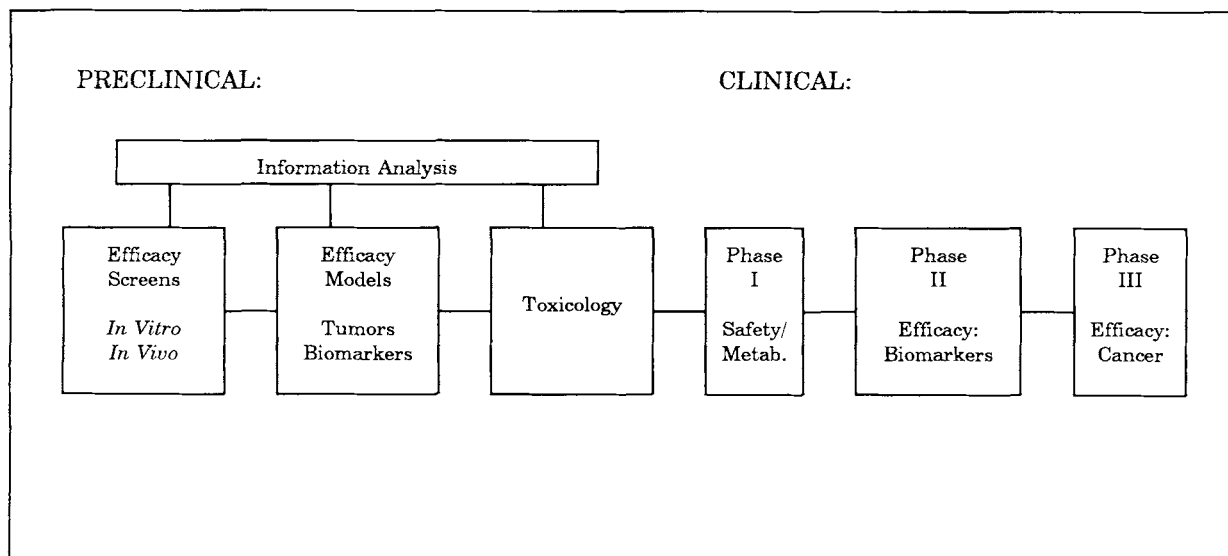 PRECLINICAL:
CLINICAL:
Information Analysis
Efficacy
Screens
In Vitro
In Vivo
Efficacy
Models
Tumors
Biomarkers
Toxicology
Phase
I
Safety/
Metab.
Phase
II
Efficacy:
Biomarkers
Phase
III
Efficacy:
Cancer